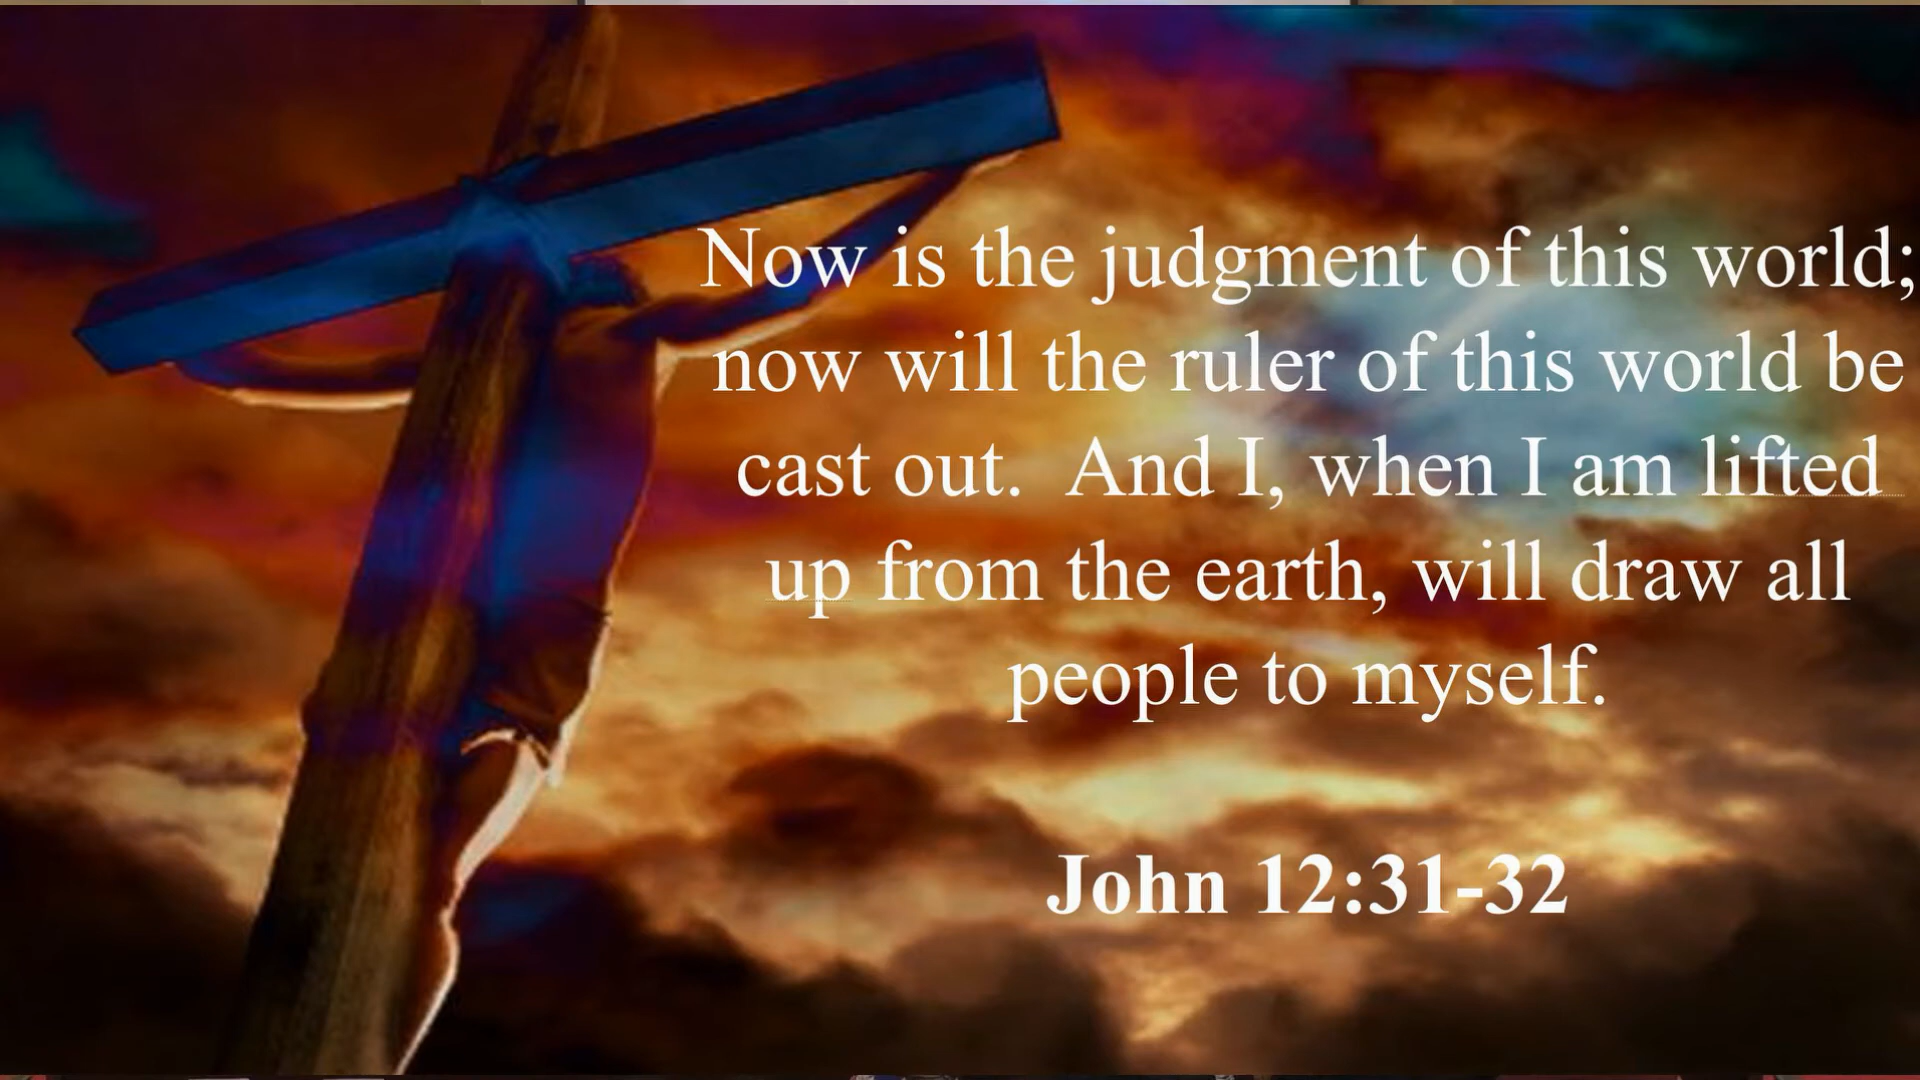 Now is the judgment of this world;
now will the ruler of this world be
cast out.  And I, when I am lifted
up from the earth, will draw all
people to myself.
John 12:31-32